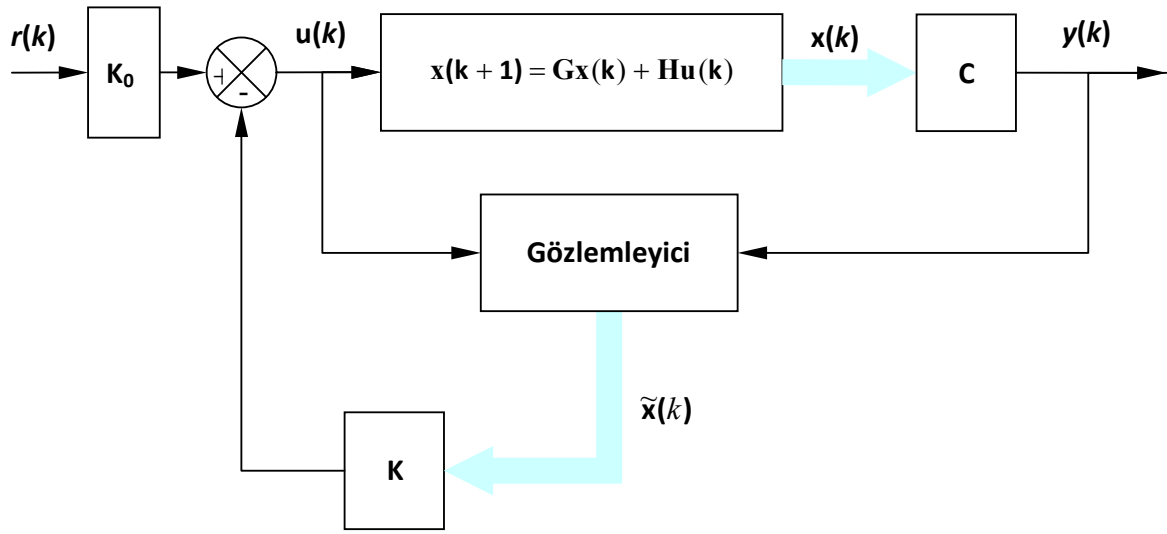 r(k)
K₀
+
-
u(k)
x(k + 1) = Gx(k) + Hu(k)
x(k)
C
y(k)
Gözlemleyici
x̃(k)
K